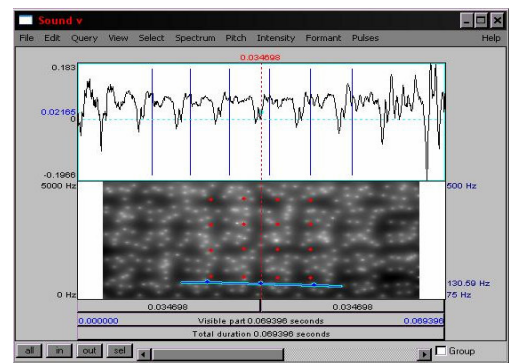 Sound v
File Edit Query View Select Spectrum Pitch Intensity Formant Pulses Help
0.034698
0.183
0.02165
0
-0.1966
5000 Hz 500 Hz
130.59 Hz
0 Hz 75 Hz
0.034698 0.034698
0.000000 Visible part 0.069396 seconds 0.069396
Total duration 0.069396 seconds
all in out sel Group